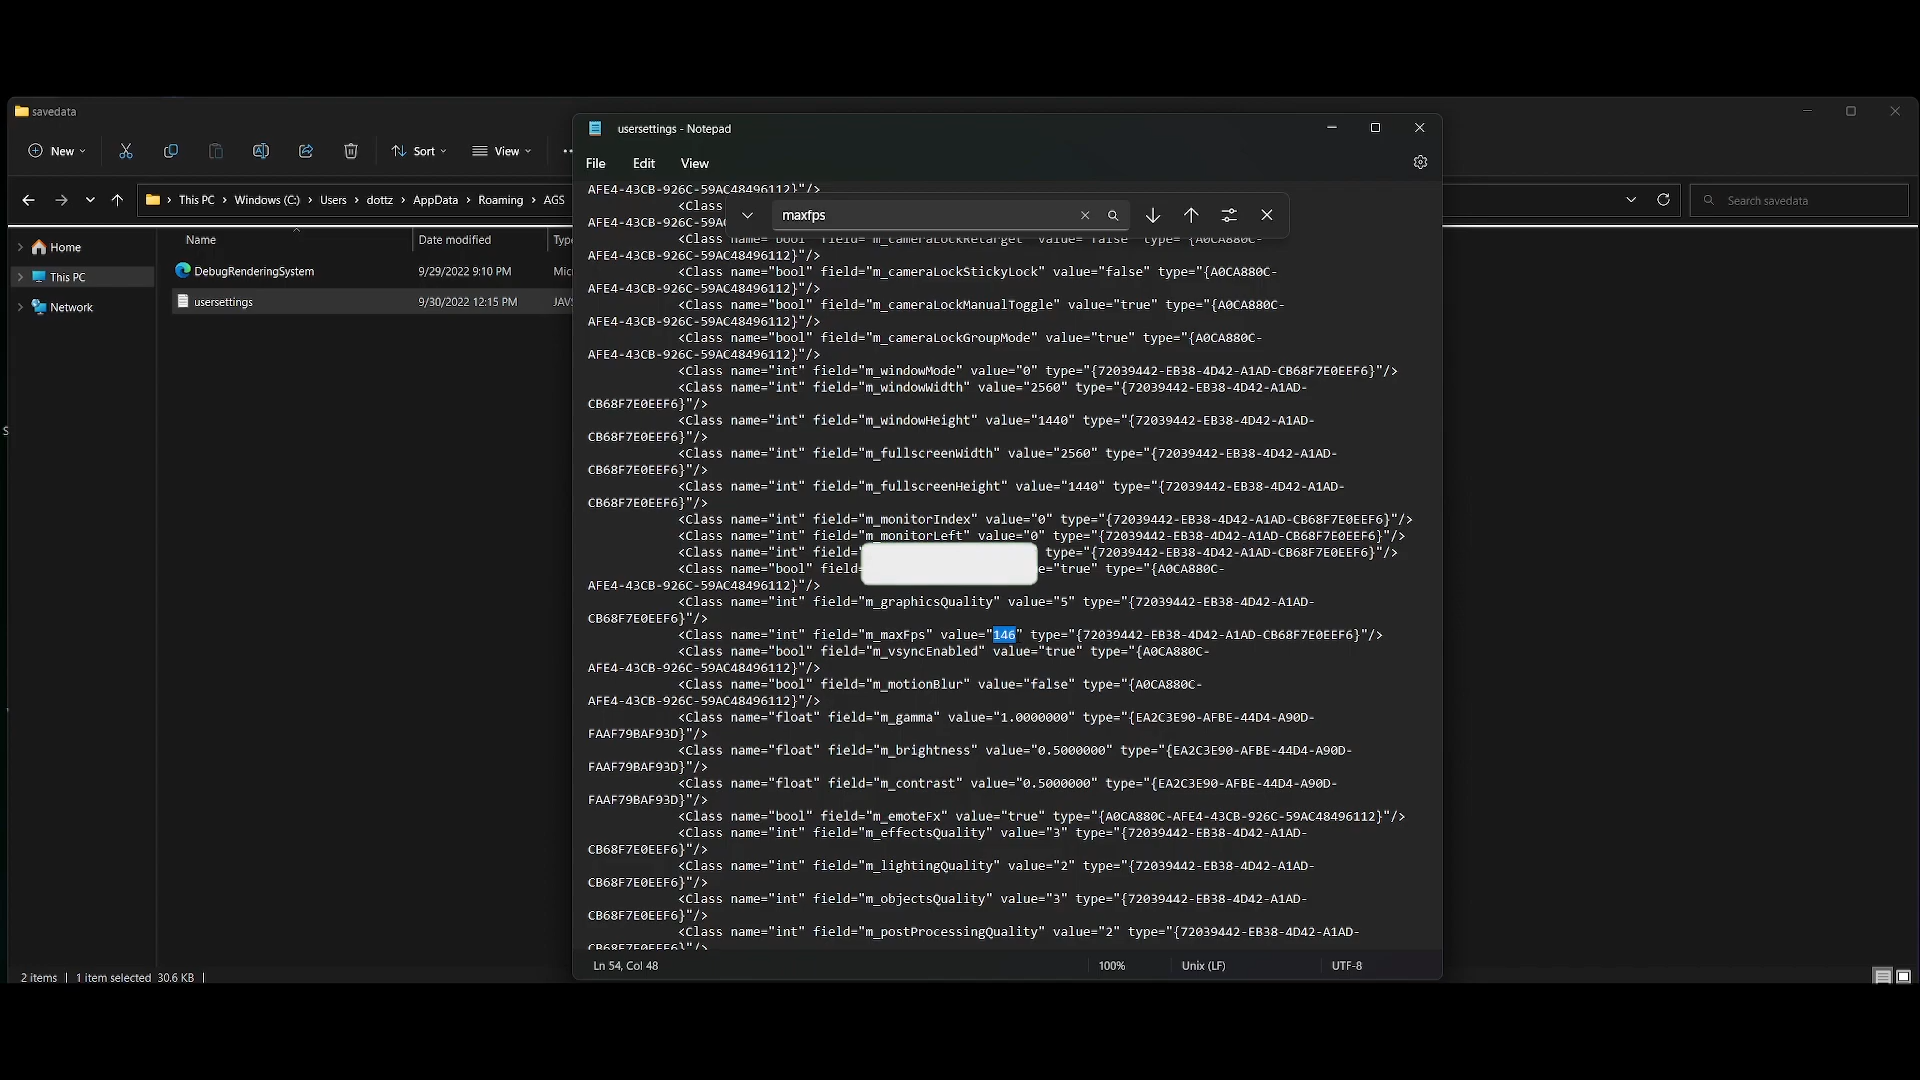 savedata
New
Sort
View
This PC > Windows (C:) > Users > dottz > AppData > Roaming > AGS
Search savedata
Home
This PC
Network
Name
Date modified
DebugRenderingSystem
9/29/2022 9:10 PM
usersettings
9/30/2022 12:15 PM
2 items
1 item selected 30.6 KB
usersettings - Notepad
File
Edit
View
maxfps
AFE4-43CB-926C-59AC48496112}"/>
<Class
AFE4-43CB-926C-59AC48496112}"/>
<Class name="bool" field="m_cameraLockRetarget" value="false" type="{A0CA880C-
AFE4-43CB-926C-59AC48496112}"/>
<Class name="bool" field="m_cameraLockStickyLock" value="false" type="{A0CA880C-
AFE4-43CB-926C-59AC48496112}"/>
<Class name="bool" field="m_cameraLockManualToggle" value="true" type="{A0CA880C-
AFE4-43CB-926C-59AC48496112}"/>
<Class name="bool" field="m_cameraLockGroupMode" value="true" type="{A0CA880C-
AFE4-43CB-926C-59AC48496112}"/>
<Class name="int" field="m_windowMode" value="0" type="{72039442-EB38-4D42-A1AD-CB68F7E0EEF6}"/>
<Class name="int" field="m_windowWidth" value="2560" type="{72039442-EB38-4D42-A1AD-
CB68F7E0EEF6}"/>
<Class name="int" field="m_windowHeight" value="1440" type="{72039442-EB38-4D42-A1AD-
CB68F7E0EEF6}"/>
<Class name="int" field="m_fullscreenWidth" value="2560" type="{72039442-EB38-4D42-A1AD-
CB68F7E0EEF6}"/>
<Class name="int" field="m_fullscreenHeight" value="1440" type="{72039442-EB38-4D42-A1AD-
CB68F7E0EEF6}"/>
<Class name="int" field="m_monitorIndex" value="0" type="{72039442-EB38-4D42-A1AD-CB68F7E0EEF6}"/>
<Class name="int" field="m_monitorLeft" value="0" type="{72039442-EB38-4D42-A1AD-CB68F7E0EEF6}"/>
<Class name="int" field=" type="{72039442-EB38-4D42-A1AD-CB68F7E0EEF6}"/>
<Class name="bool" field= e="true" type="{A0CA880C-
AFE4-43CB-926C-59AC48496112}"/>
<Class name="int" field="m_graphicsQuality" value="5" type="{72039442-EB38-4D42-A1AD-
CB68F7E0EEF6}"/>
<Class name="int" field="m_maxFps" value="146" type="{72039442-EB38-4D42-A1AD-CB68F7E0EEF6}"/>
<Class name="bool" field="m_vsyncEnabled" value="true" type="{A0CA880C-
AFE4-43CB-926C-59AC48496112}"/>
<Class name="bool" field="m_motionBlur" value="false" type="{A0CA880C-
AFE4-43CB-926C-59AC48496112}"/>
<Class name="float" field="m_gamma" value="1.0000000" type="{EA2C3E90-AFBE-44D4-A90D-
FAAF79BAF93D}"/>
<Class name="float" field="m_brightness" value="0.5000000" type="{EA2C3E90-AFBE-44D4-A90D-
FAAF79BAF93D}"/>
<Class name="float" field="m_contrast" value="0.5000000" type="{EA2C3E90-AFBE-44D4-A90D-
FAAF79BAF93D}"/>
<Class name="bool" field="m_emoteFx" value="true" type="{A0CA880C-AFE4-43CB-926C-59AC48496112}"/>
<Class name="int" field="m_effectsQuality" value="3" type="{72039442-EB38-4D42-A1AD-
CB68F7E0EEF6}"/>
<Class name="int" field="m_lightingQuality" value="2" type="{72039442-EB38-4D42-A1AD-
CB68F7E0EEF6}"/>
<Class name="int" field="m_objectsQuality" value="3" type="{72039442-EB38-4D42-A1AD-
CB68F7E0EEF6}"/>
<Class name="int" field="m_postProcessingQuality" value="2" type="{72039442-EB38-4D42-A1AD-
CB68F7E0EEF6}"/>
Ln 54, Col 48
100%
Unix (LF)
UTF-8